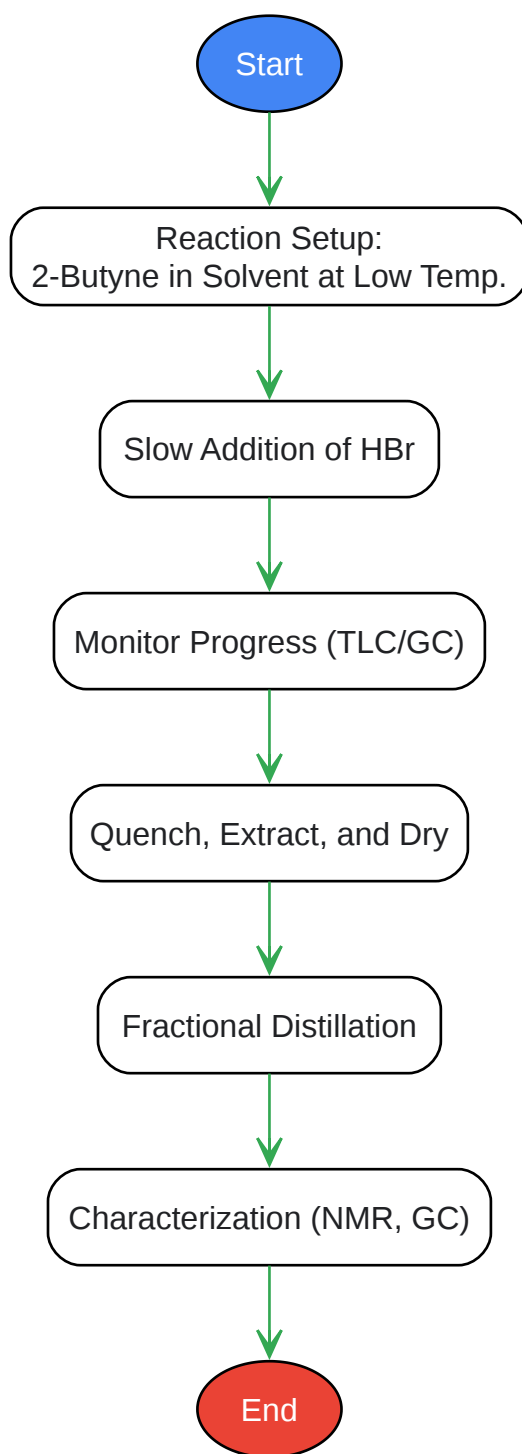 Start
Reaction Setup:
2-Butyne in Solvent at Low Temp.
Slow Addition of HBr
Monitor Progress (TLC/GC)
Quench, Extract, and Dry
Fractional Distillation
Characterization (NMR, GC)
End